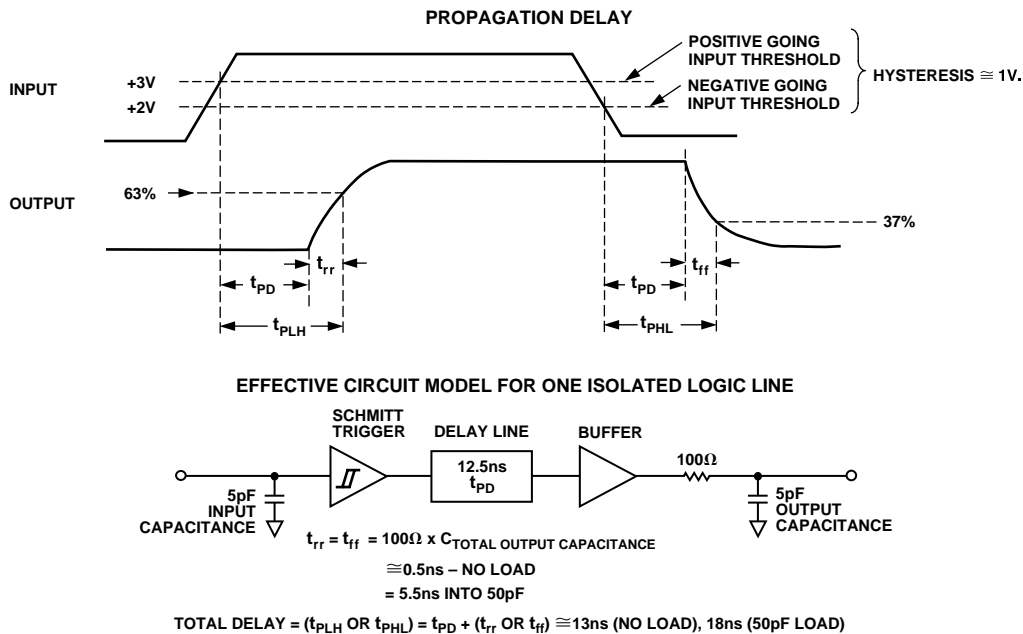 PROPAGATION DELAY
POSITIVE GOING
INPUT THRESHOLD
INPUT
+3V
+2V
NEGATIVE GOING
INPUT THRESHOLD
HYSTERESIS ≅ 1V.
OUTPUT
63%
37%
trr
tff
tPD
tPD
tPLH
tPHL
EFFECTIVE CIRCUIT MODEL FOR ONE ISOLATED LOGIC LINE
SCHMITT
TRIGGER
DELAY LINE
BUFFER
12.5ns
tPD
100Ω
5pF
INPUT
CAPACITANCE
5pF
OUTPUT
CAPACITANCE
trr = tff = 100Ω x CTOTAL OUTPUT CAPACITANCE
≅0.5ns – NO LOAD
= 5.5ns INTO 50pF
TOTAL DELAY = (tPLH OR tPHL) = tPD + (trr OR tff) ≅13ns (NO LOAD), 18ns (50pF LOAD)